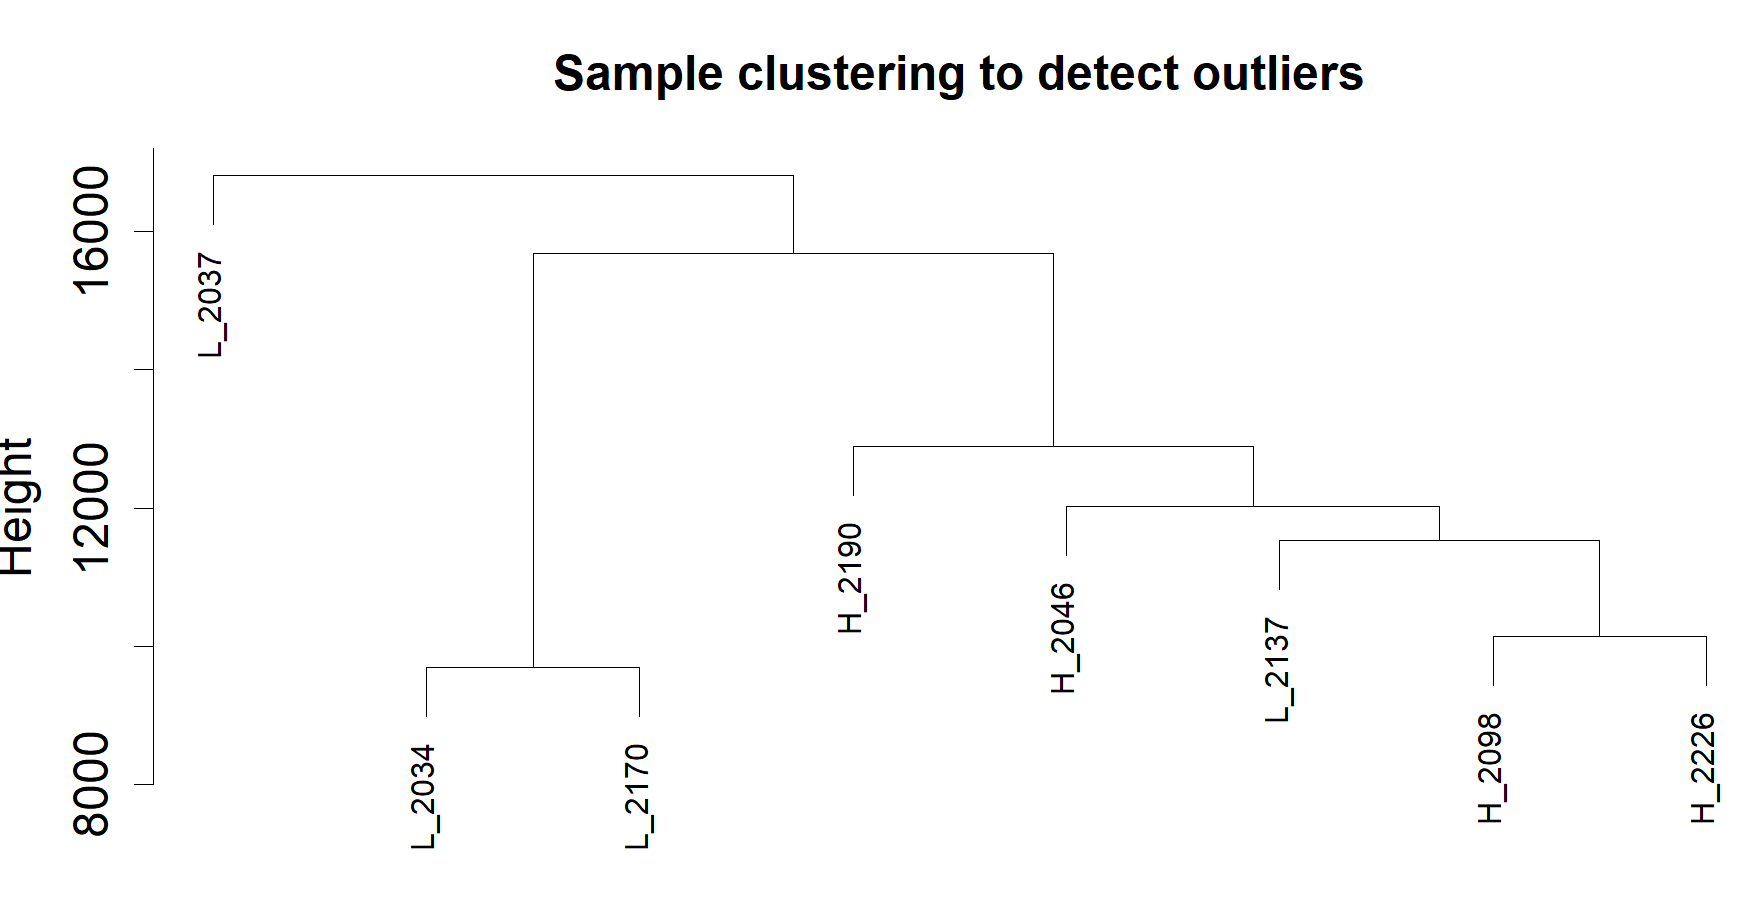 Sample clustering to detect outliers
Height
16000
12000
8000
L_2037
L_2034
L_2170
H_2190
H_2046
L_2137
H_2098
H_2226